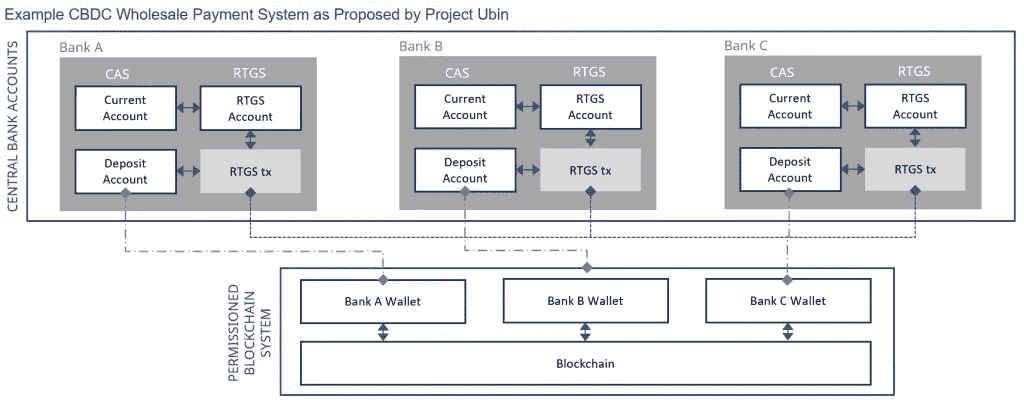 Example CBDC Wholesale Payment System as Proposed by Project Ubin
CENTRAL BANK ACCOUNTS
Bank A
CAS
RTGS
Current
Account
RTGS
Account
Deposit
Account
RTGS tx
Bank B
CAS
RTGS
Current
Account
RTGS
Account
Deposit
Account
RTGS tx
Bank C
CAS
RTGS
Current
Account
RTGS
Account
Deposit
Account
RTGS tx
PERMISSIONED
BLOCKCHAIN
SYSTEM
Bank A Wallet
Bank B Wallet
Bank C Wallet
Blockchain